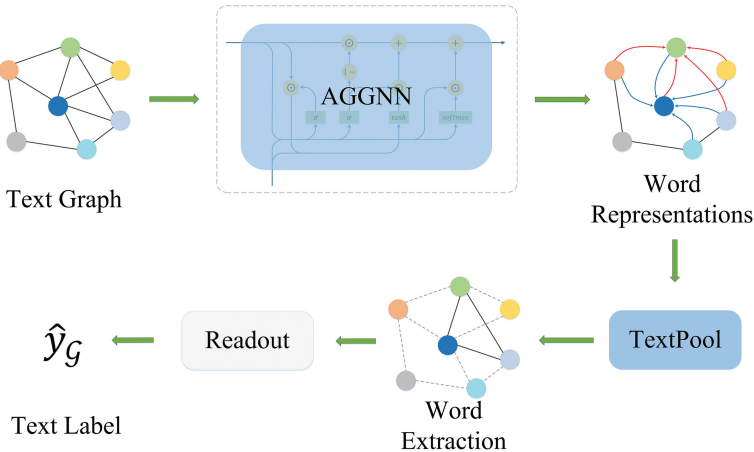 AGGNN
1−
σ
σ
tanh
softmax
Text Graph
Word
Representations
TextPool
Readout
ŷ𝒢
Word
Extraction
Text Label